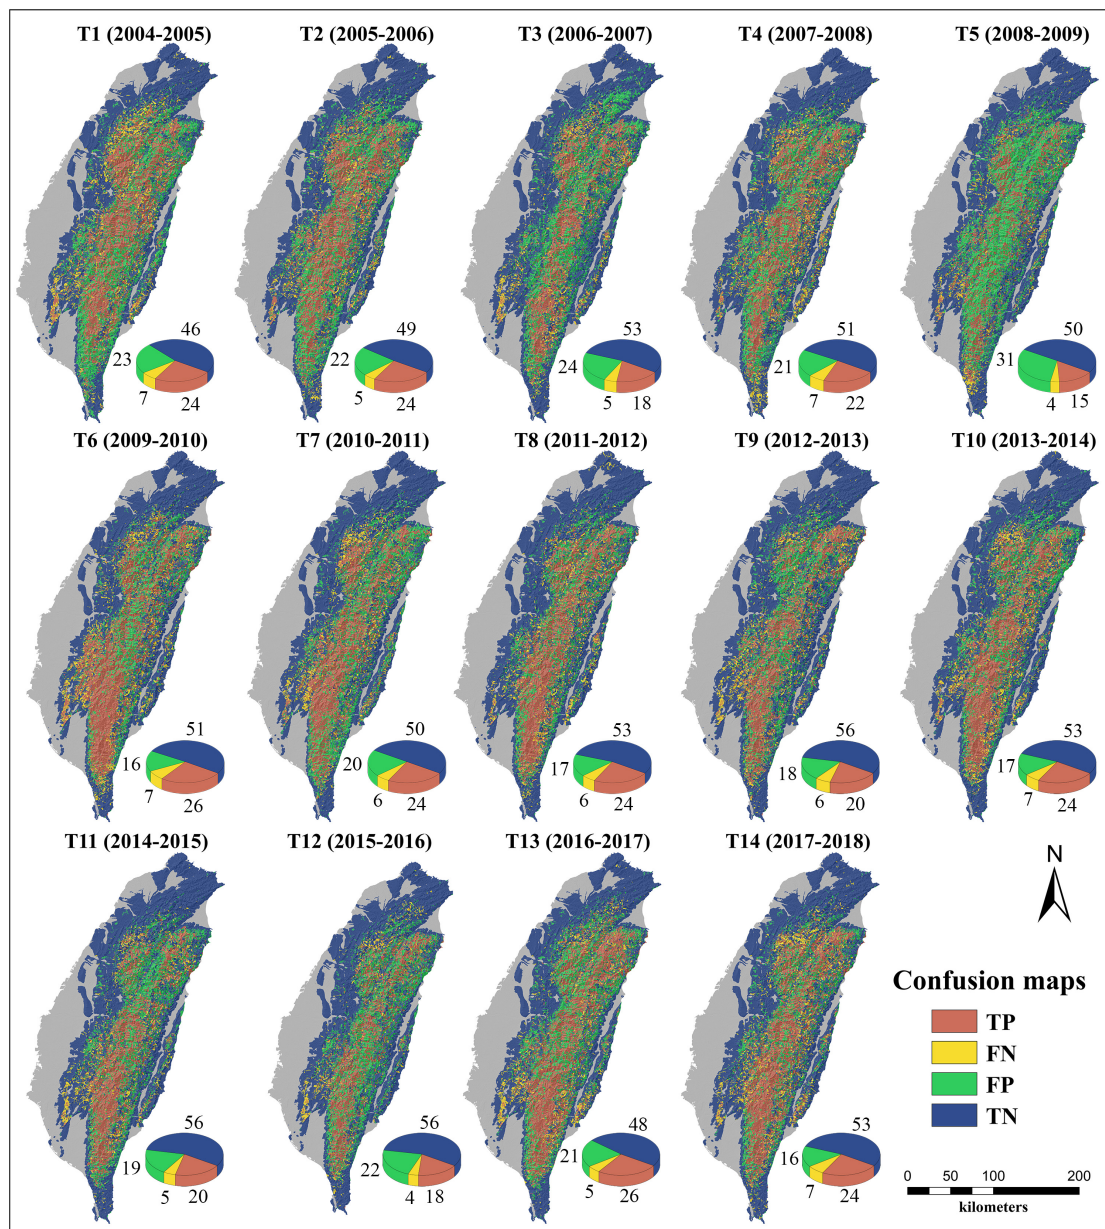 T1 (2004-2005)
T2 (2005-2006)
T3 (2006-2007)
T4 (2007-2008)
T5 (2008-2009)
46
23
7
24
49
22
5
24
53
24
5
18
51
21
7
22
50
31
4
15
T6 (2009-2010)
T7 (2010-2011)
T8 (2011-2012)
T9 (2012-2013)
T10 (2013-2014)
51
16
7
26
50
20
6
24
53
17
6
24
56
18
6
20
53
17
7
24
T11 (2014-2015)
T12 (2015-2016)
T13 (2016-2017)
T14 (2017-2018)
56
19
5
20
56
22
4
18
48
21
5
26
53
16
7
24
N
Confusion maps
TP
FN
FP
TN
0 50 100 200
kilometers